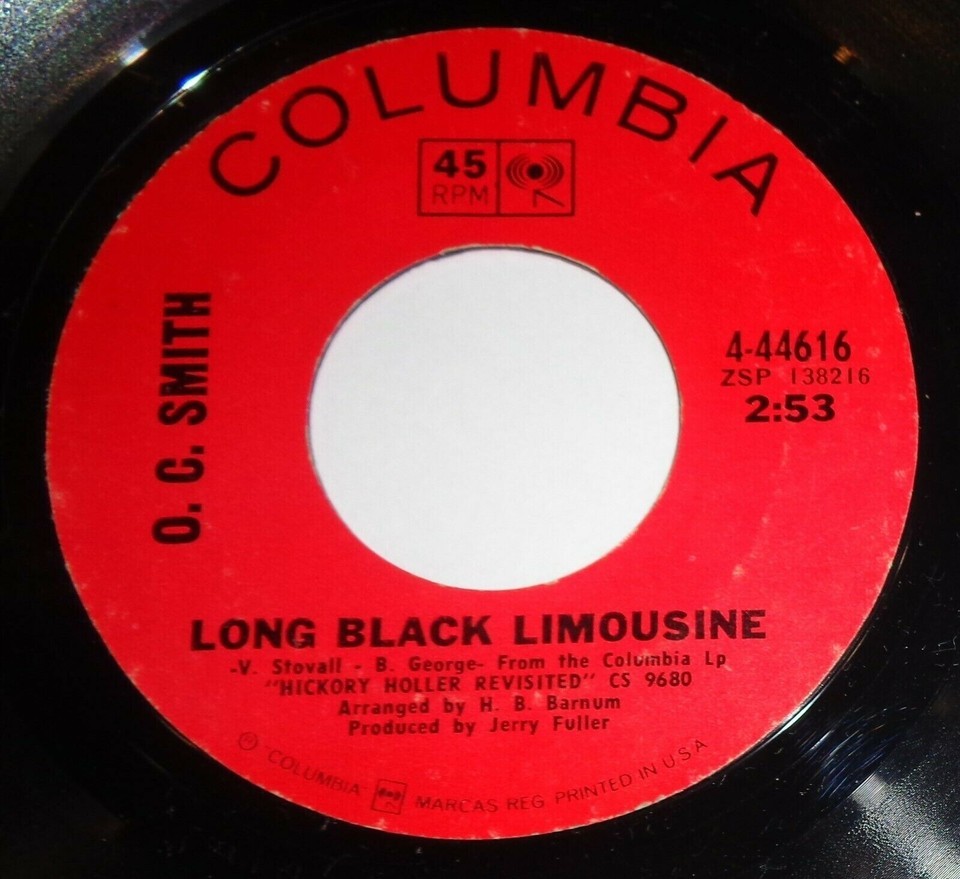 COLUMBIA
45
RPM
O. C. SMITH
4-44616
ZSP 138216
2:53
LONG BLACK LIMOUSINE
-V. Stovall - B. George- From the Columbia Lp
"HICKORY HOLLER REVISITED" CS 9680
Arranged by H. B. Barnum
Produced by Jerry Fuller
® COLUMBIA MARCAS REG PRINTED IN U.S.A